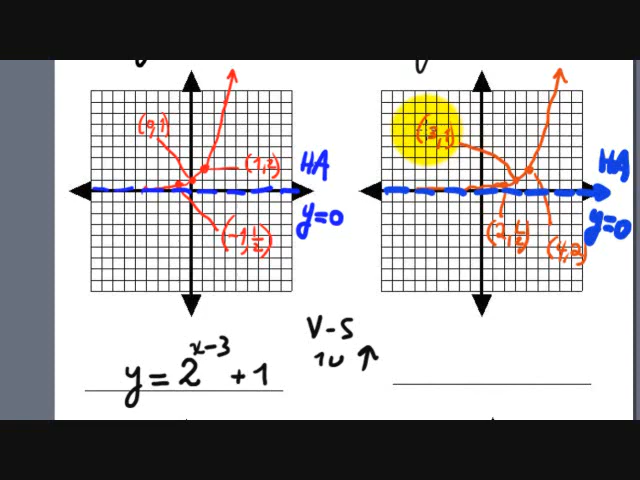 (0,1)
(1,2)
(-1,1/2)
HA
y=0
(3,1)
(2,1/2)
(4,2)
HA
y=0
y = 2^{x-3} + 1
V-S
1U ↑